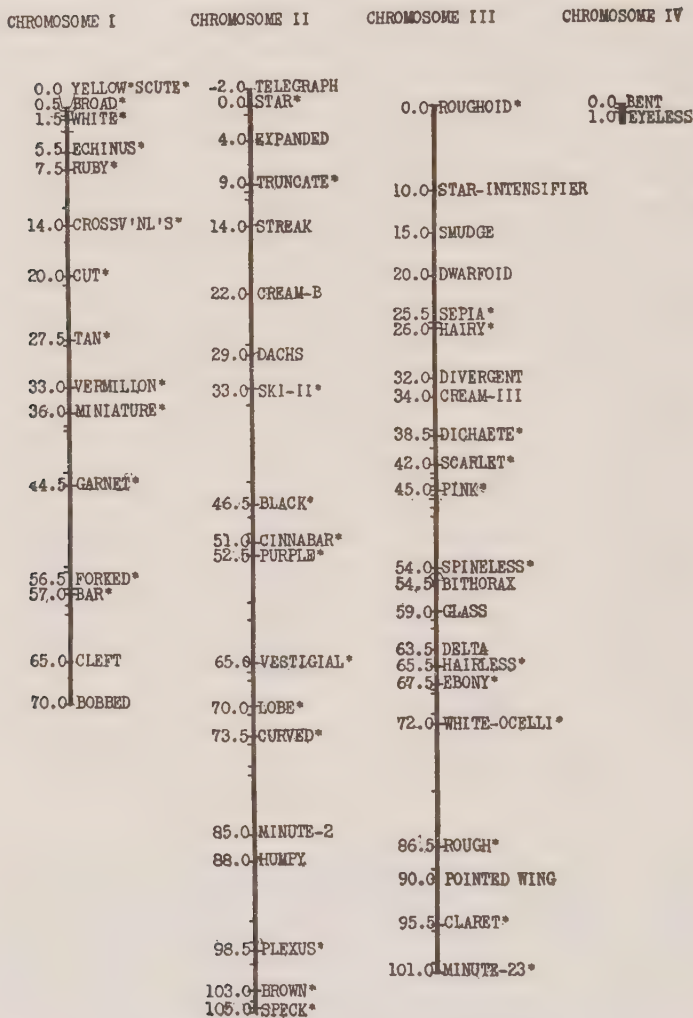 CHROMOSOME I
0.0 YELLOW*SCUTE*
0.5 BROAD*
1.5 WHITE*
5.5 ECHINUS*
7.5 RUBY*
14.0 CROSSV'NL'S*
20.0 CUT*
27.5 TAN*
33.0 VERMILLON*
36.0 MINIATURE*
44.5 GARNET*
56.5 FORKED*
57.0 BAR*
65.0 CLEFT
70.0 BOBBED
CHROMOSOME II
-2.0 TELEGRAPH
0.0 STAR*
4.0 EXPANDED
9.0 TRUNCATE*
14.0 STREAK
22.0 CREAM-B
29.0 DACHS
33.0 SKI-II*
46.5 BLACK*
51.0 CINNABAR*
52.5 PURPLE*
65.0 VESTIGIAL*
70.0 LOBE*
73.5 CURVED*
85.0 MINUTE-2
88.0 HUMPY
98.5 PLEXUS*
103.0 BROWN*
105.0 SPECK*
CHROMOSOME III
0.0 ROUGHOID*
10.0 STAR-INTENSIFIER
15.0 SMUDGE
20.0 DWARFOID
25.5 SEPIA*
26.0 HAIRY*
32.0 DIVERGENT
34.0 CREAM-III
38.5 DICHAETE*
42.0 SCARLET*
45.0 PINK*
54.0 SPINELESS*
54.5 BITHORAX
59.0 GLASS
63.5 DELTA
65.5 HAIRLESS*
67.5 EBONY*
72.0 WHITE-OCELLI*
86.5 ROUGH*
90.0 POINTED WING
95.5 CLARET*
101.0 MINUTE-23*
CHROMOSOME IV
0.0 BENT
1.0 EYELESS